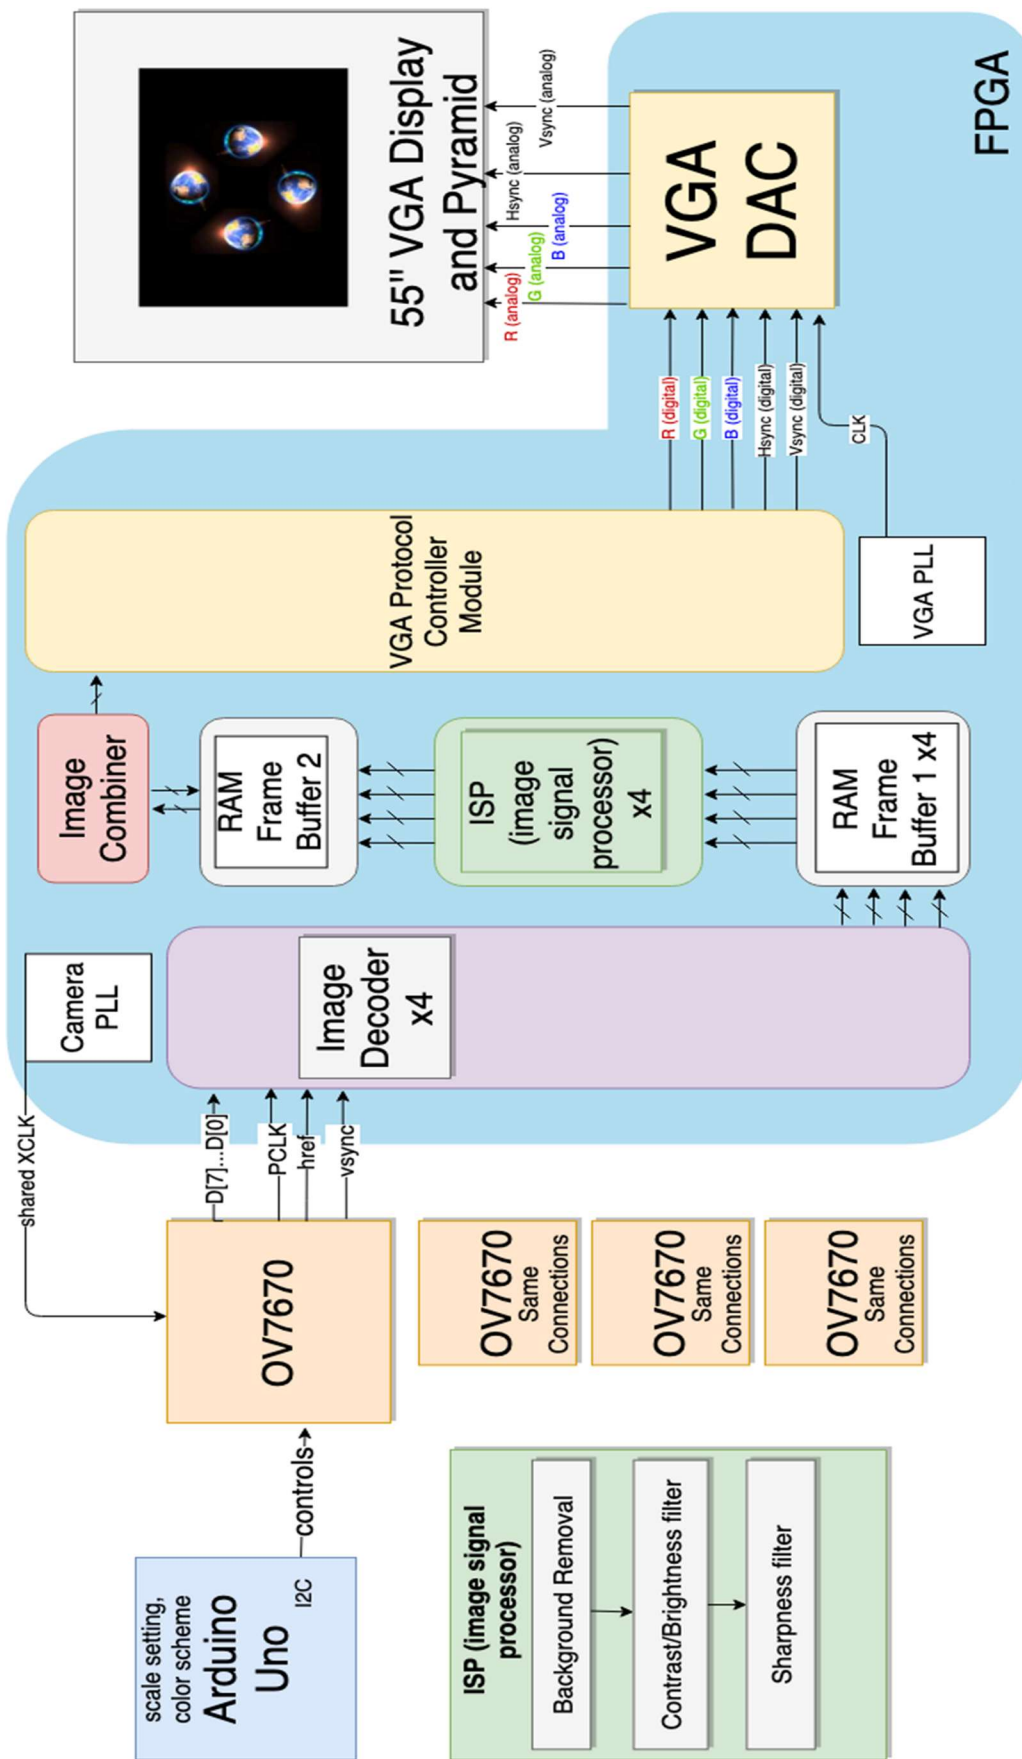 scale setting,
color scheme
Arduino
Uno
I2C
controls
ISP (image signal
processor)
Background Removal
Contrast/Brightness filter
Sharpness filter
shared XCLK
OV7670
OV7670
Same
Connections
OV7670
Same
Connections
OV7670
Same
Connections
D[7]...D[0]
PCLK
href
vsync
Camera
PLL
Image
Decoder
x4
Image
Combiner
RAM
Frame
Buffer 2
ISP
(image
signal
processor)
x4
RAM
Frame
Buffer 1 x4
VGA Protocol
Controller
Module
VGA PLL
CLK
R (digital)
G (digital)
B (digital)
Hsync (digital)
Vsync (digital)
VGA
DAC
R (analog)
G (analog)
B (analog)
Hsync (analog)
Vsync (analog)
55" VGA Display
and Pyramid
FPGA